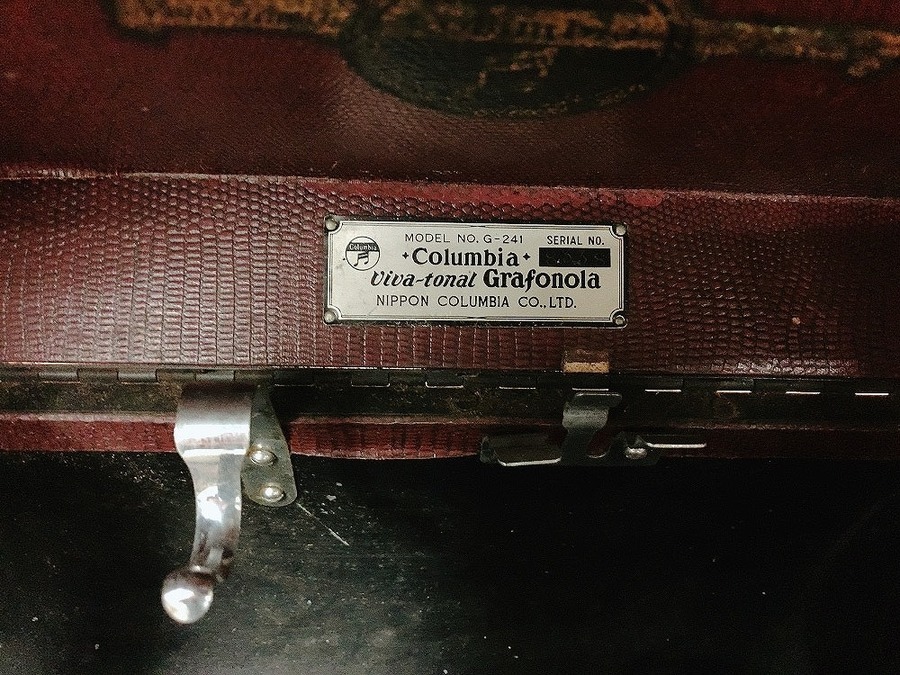 MODEL NO. G-241 SERIAL NO.
Columbia
Columbia
Viva-tonal Grafonola
NIPPON COLUMBIA CO., LTD.